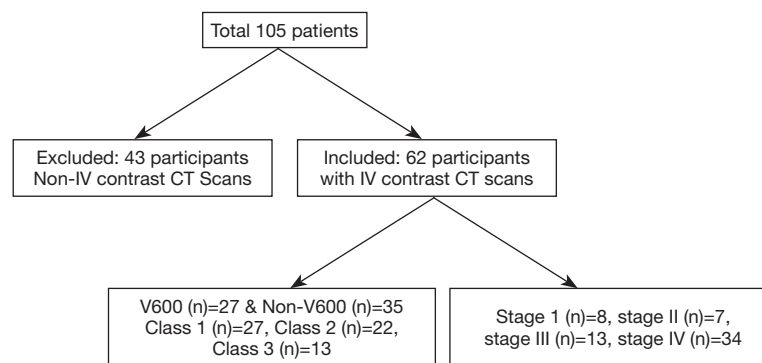 Total 105 patients
Excluded: 43 participants
Non-IV contrast CT Scans
Included: 62 participants
with IV contrast CT scans
V600 (n)=27 & Non-V600 (n)=35
Class 1 (n)=27, Class 2 (n)=22,
Class 3 (n)=13
Stage 1 (n)=8, stage II (n)=7,
stage III (n)=13, stage IV (n)=34